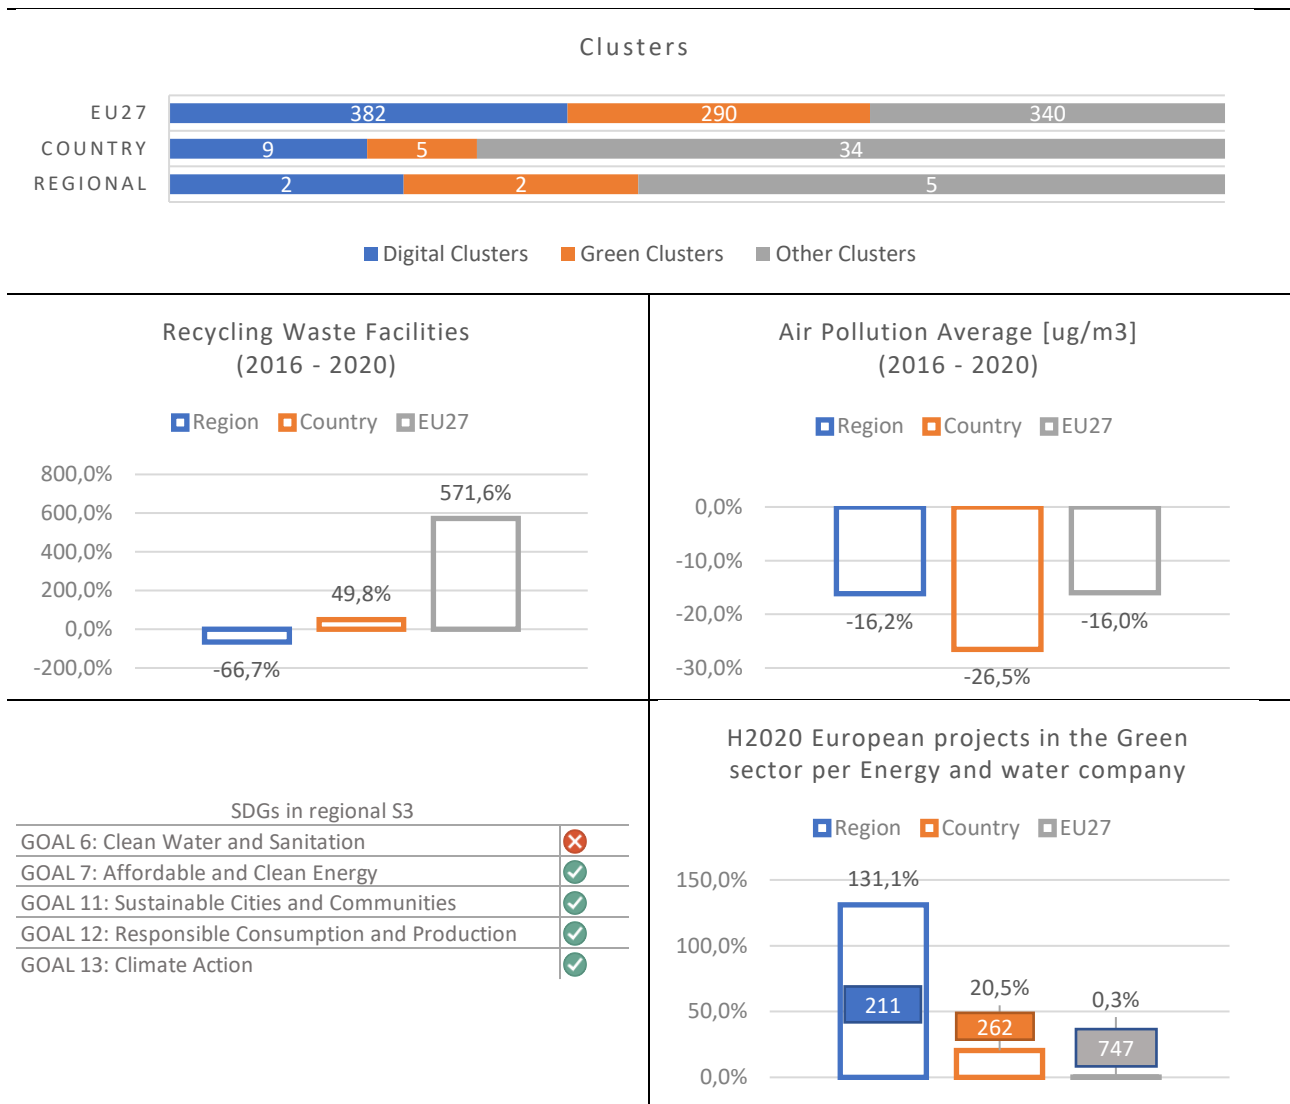 Clusters
EU27
382
290
340
COUNTRY
9
5
34
REGIONAL
2
2
5
Digital Clusters
Green Clusters
Other Clusters
Recycling Waste Facilities
(2016 - 2020)
Region
Country
EU27
800,0%
600,0%
400,0%
200,0%
0,0%
-200,0%
571,6%
49,8%
-66,7%
Air Pollution Average [ug/m3]
(2016 - 2020)
Region
Country
EU27
0,0%
-10,0%
-20,0%
-30,0%
-16,2%
-26,5%
-16,0%
SDGs in regional S3
GOAL 6: Clean Water and Sanitation
GOAL 7: Affordable and Clean Energy
GOAL 11: Sustainable Cities and Communities
GOAL 12: Responsible Consumption and Production
GOAL 13: Climate Action
H2020 European projects in the Green
sector per Energy and water company
Region
Country
EU27
150,0%
100,0%
50,0%
0,0%
131,1%
211
20,5%
262
0,3%
747